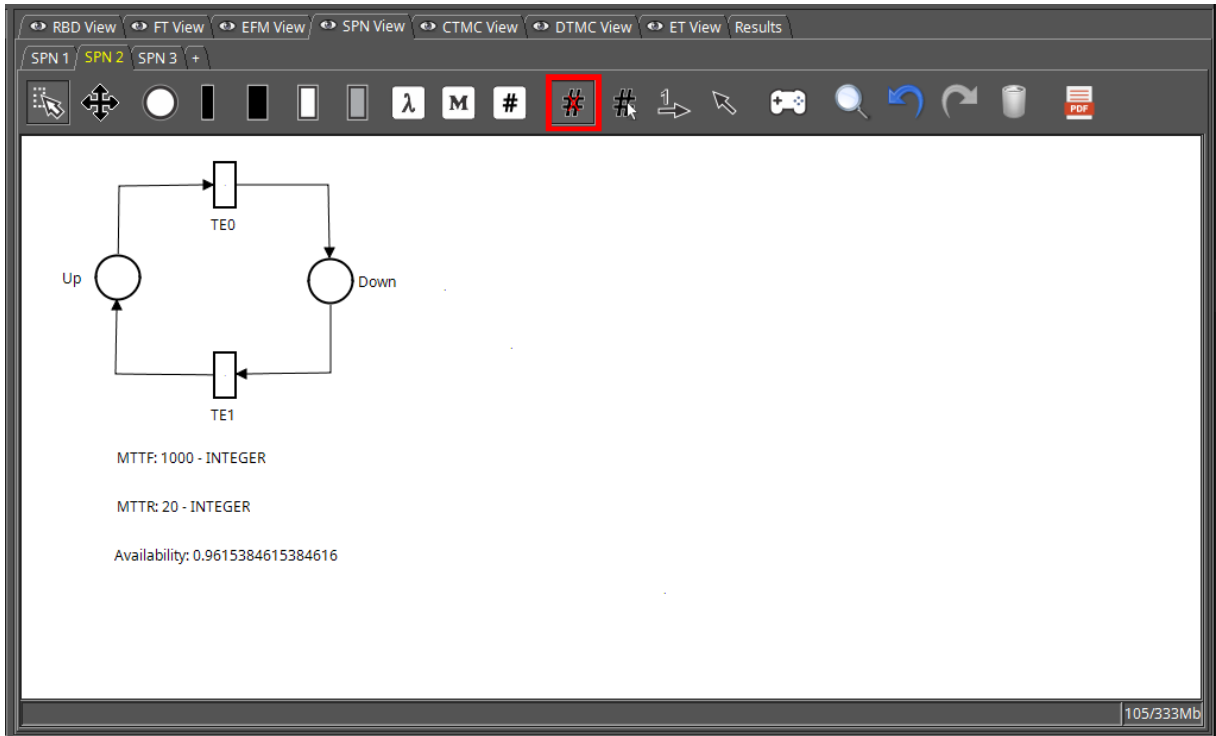 RBD View FT View EFM View SPN View CTMC View DTMC View ET View Results
SPN 1 SPN 2 SPN 3 +
λ M # # # 1 PDF
TE0
Up
Down
TE1
MTTF: 1000 - INTEGER
MTTR: 20 - INTEGER
Availability: 0.9615384615384616
105/333Mb